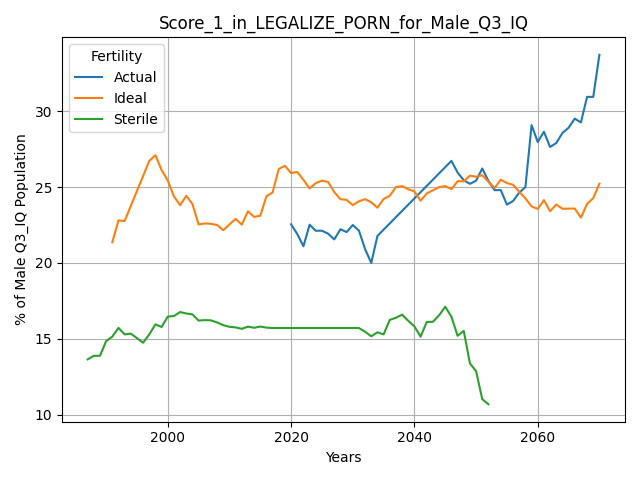 Score_1_in_LEGALIZE_PORN_for_Male_Q3_IQ
Fertility
Actual
Ideal
Sterile
% of Male Q3_IQ Population
30
25
20
15
10
2000
2020
2040
2060
Years